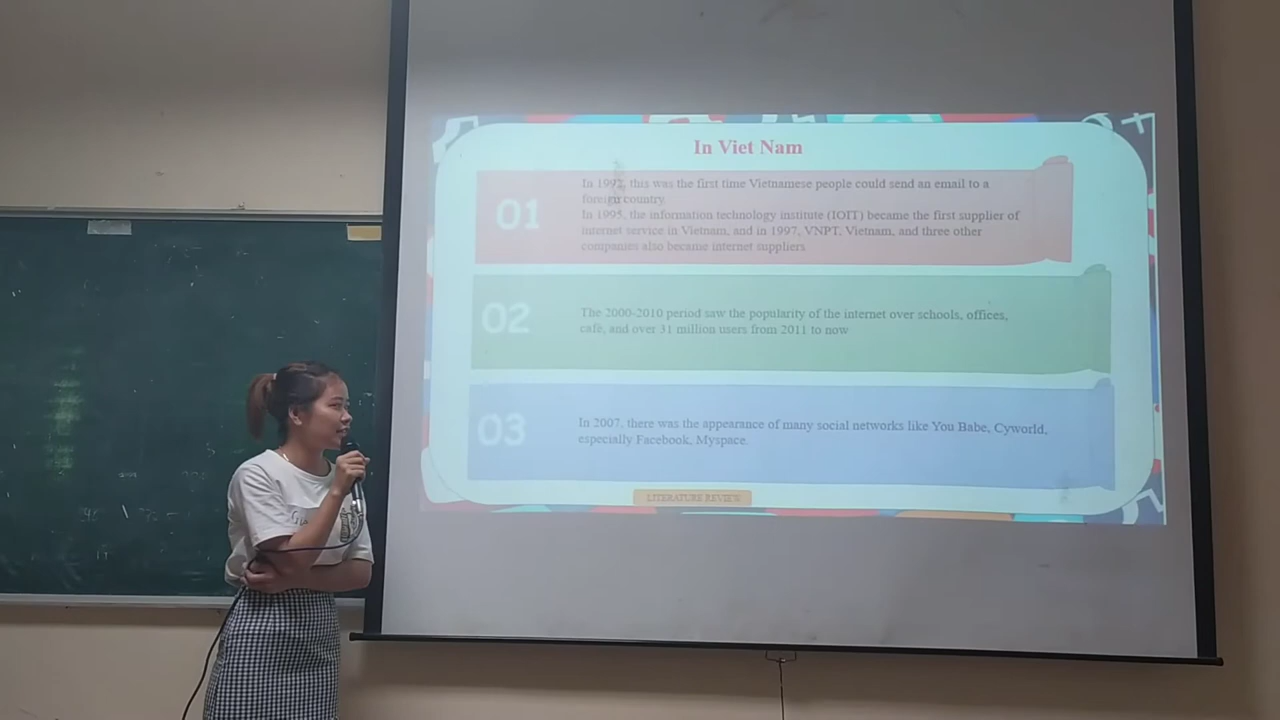 In Viet Nam
01
In 1992, this was the first time Vietnamese people could send an email to a
foreign country.
In 1995, the information technology institute (IOIT) became the first supplier of
internet service in Vietnam, and in 1997, VNPT, Vietnam, and three other
companies also became internet suppliers
02
The 2000-2010 period saw the popularity of the internet over schools, offices,
cafe, and over 31 million users from 2011 to now
03
In 2007, there was the appearance of many social networks like You Babe, Cyworld,
especially Facebook, Myspace.
LITERATURE REVIEW